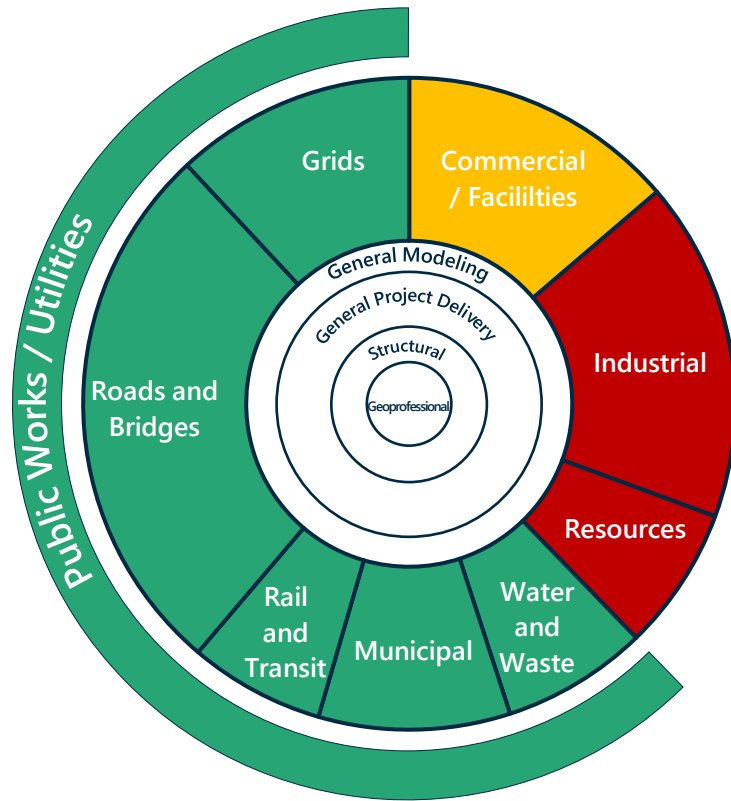 Public Works / Utilities
Grids
Commercial
/ Facililties
Industrial
Resources
Water
and
Waste
Municipal
Rail
and
Transit
Roads and
Bridges
General Modeling
General Project Delivery
Structural
Geoprofessional